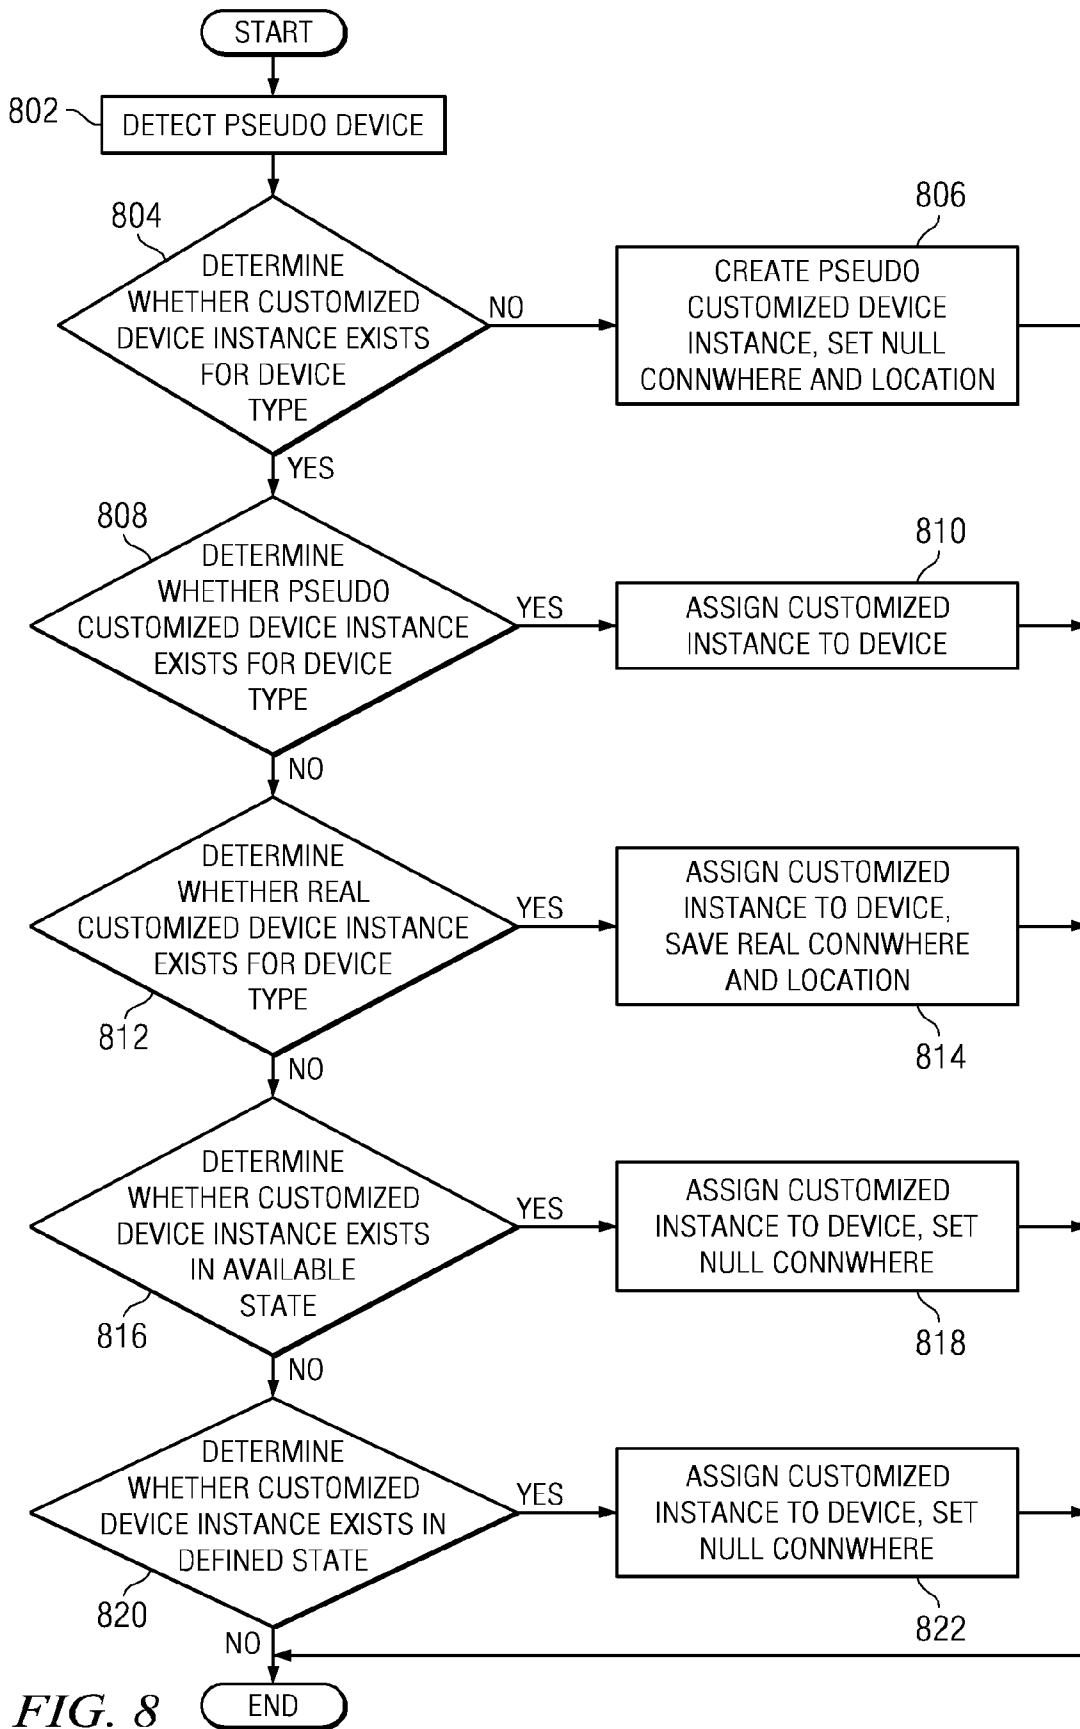 START
802
DETECT PSEUDO DEVICE
804
DETERMINE
WHETHER CUSTOMIZED
DEVICE INSTANCE EXISTS
FOR DEVICE
TYPE
NO
806
CREATE PSEUDO
CUSTOMIZED DEVICE
INSTANCE, SET NULL
CONNWHERE AND LOCATION
YES
808
DETERMINE
WHETHER PSEUDO
CUSTOMIZED DEVICE INSTANCE
EXISTS FOR DEVICE
TYPE
YES
810
ASSIGN CUSTOMIZED
INSTANCE TO DEVICE
NO
DETERMINE
WHETHER REAL
CUSTOMIZED DEVICE INSTANCE
EXISTS FOR DEVICE
TYPE
812
YES
ASSIGN CUSTOMIZED
INSTANCE TO DEVICE,
SAVE REAL CONNWHERE
AND LOCATION
814
NO
DETERMINE
WHETHER CUSTOMIZED
DEVICE INSTANCE EXISTS
IN AVAILABLE
STATE
816
YES
ASSIGN CUSTOMIZED
INSTANCE TO DEVICE, SET
NULL CONNWHERE
818
NO
DETERMINE
WHETHER CUSTOMIZED
DEVICE INSTANCE EXISTS IN
DEFINED STATE
820
YES
ASSIGN CUSTOMIZED
INSTANCE TO DEVICE, SET
NULL CONNWHERE
822
NO
END
FIG. 8